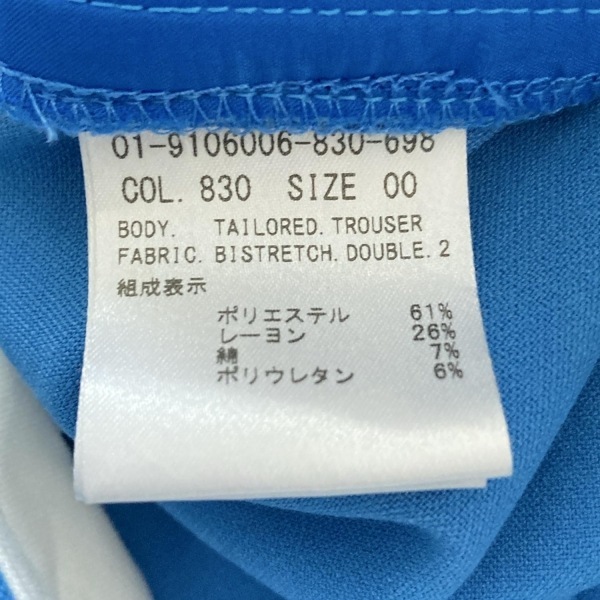 01-9106006-830-698
COL. 830 SIZE 00
BODY. TAILORED. TROUSER
FABRIC. BISTRETCH. DOUBLE. 2
組成表示
ポリエステル 61%
レーヨン 26%
綿 7%
ポリウレタン 6%